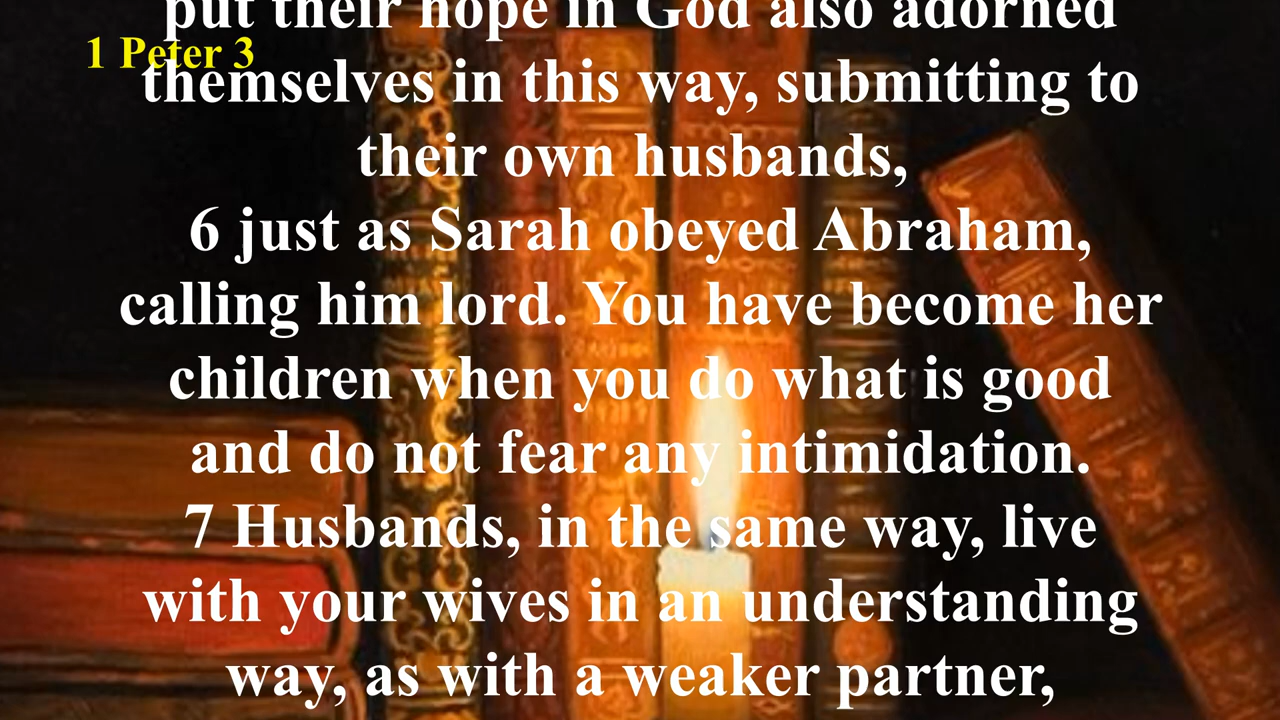 put their hope in God also adorned
1 Peter 3
themselves in this way, submitting to
their own husbands,
6 just as Sarah obeyed Abraham,
calling him lord. You have become her
children when you do what is good
and do not fear any intimidation.
7 Husbands, in the same way, live
with your wives in an understanding
way, as with a weaker partner,